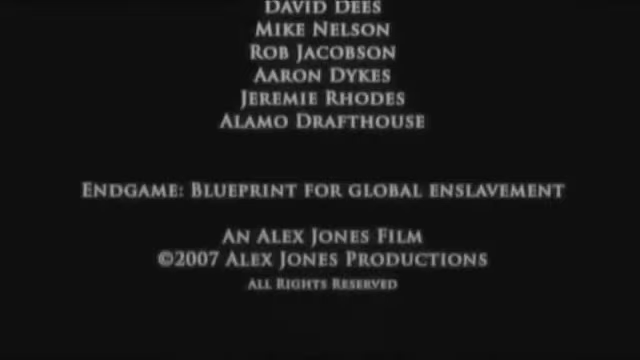 David Dees
Mike Nelson
Rob Jacobson
Aaron Dykes
Jeremie Rhodes
Alamo Drafthouse
Endgame: Blueprint for global enslavement
An Alex Jones Film
©2007 Alex Jones Productions
All Rights Reserved